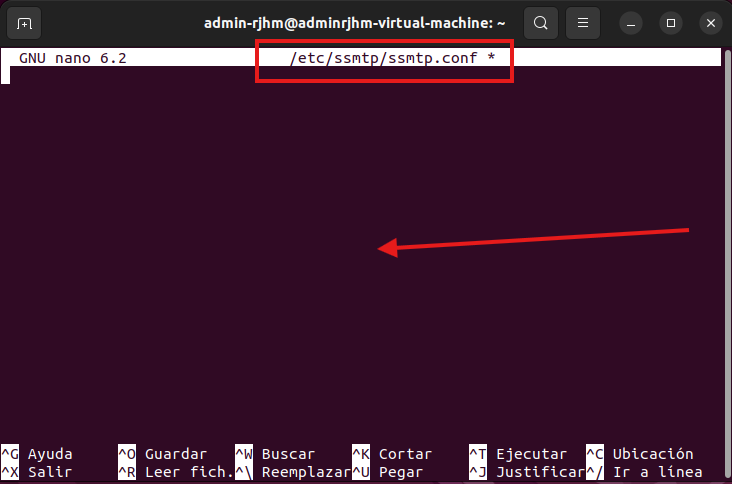 admin-rjhm@adminrjhm-virtual-machine: ~
GNU nano 6.2 /etc/ssmtp/ssmtp.conf *
^G Ayuda ^O Guardar ^W Buscar ^K Cortar ^T Ejecutar ^C Ubicación
^X Salir ^R Leer fich. ^\ Reemplazar ^U Pegar ^J Justificar ^/ Ir a línea